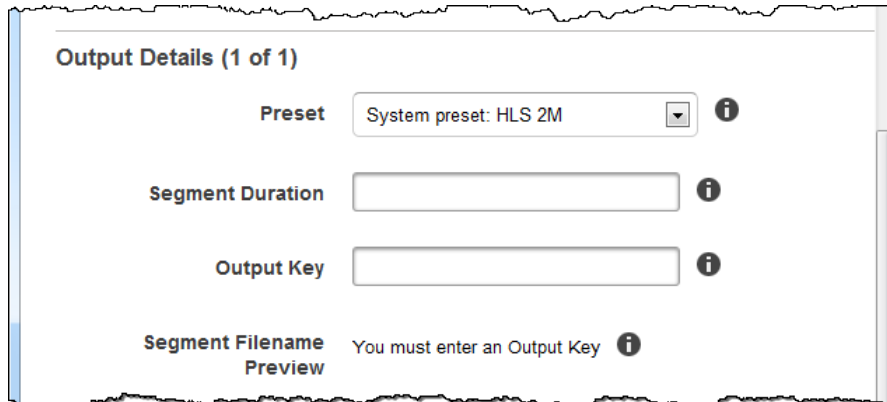 Output Details (1 of 1)
Preset
System preset: HLS 2M
Segment Duration
Output Key
Segment Filename
Preview
You must enter an Output Key